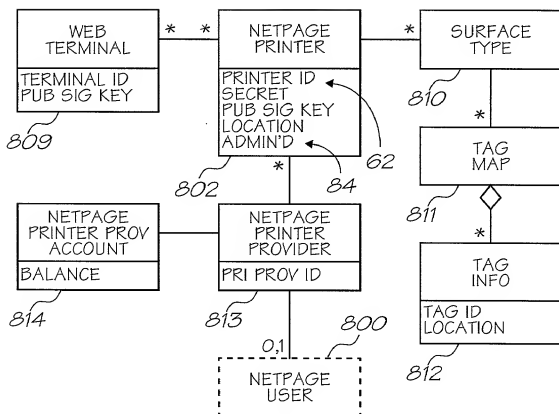 WEB
TERMINAL
TERMINAL ID
PUB SIG KEY
809
*
*
NETPAGE
PRINTER
PRINTER ID
SECRET
PUB SIG KEY
LOCATION
ADMIN'D
802
62
84
*
*
SURFACE
TYPE
810
*
TAG
MAP
811
*
TAG
INFO
TAG ID
LOCATION
812
NETPAGE
PRINTER PROV
ACCOUNT
BALANCE
814
NETPAGE
PRINTER
PROVIDER
PRI PROV ID
813
0,1
800
NETPAGE
USER